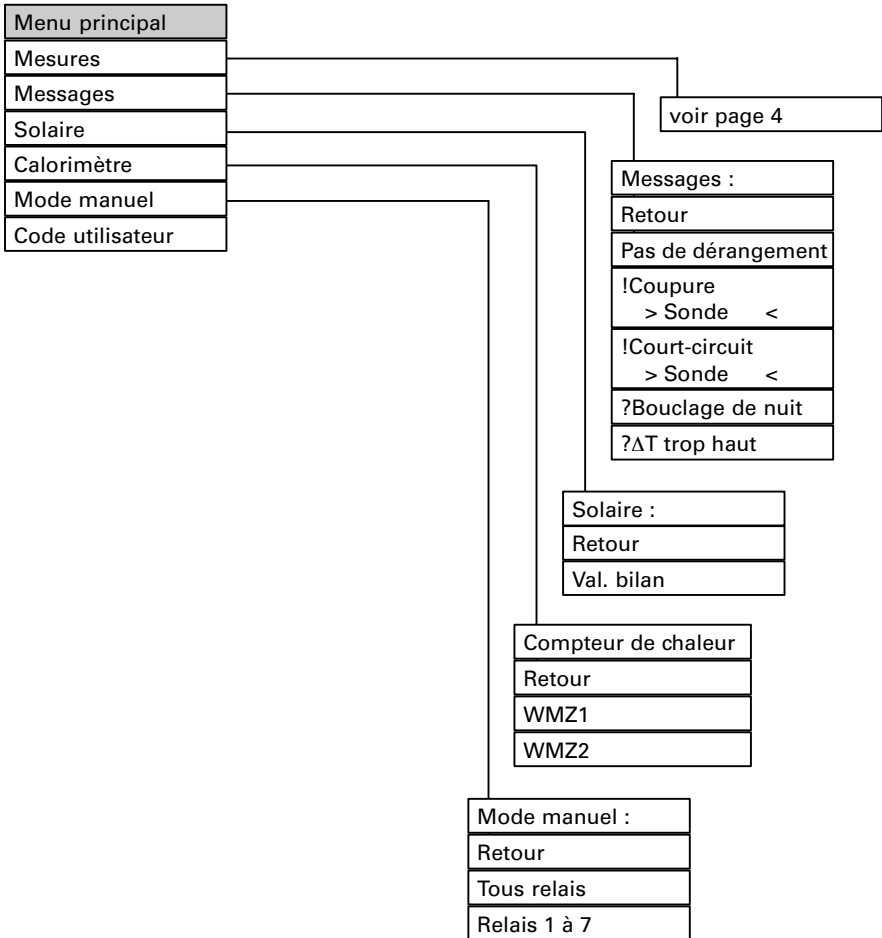 Menu principal
Mesures
Messages
Solaire
Calorimètre
Mode manuel
Code utilisateur
voir page 4
Messages :
Retour
Pas de dérangement
!Coupure
> Sonde <
!Court-circuit
> Sonde <
?Bouclage de nuit
?ΔT trop haut
Solaire :
Retour
Val. bilan
Compteur de chaleur
Retour
WMZ1
WMZ2
Mode manuel :
Retour
Tous relais
Relais 1 à 7